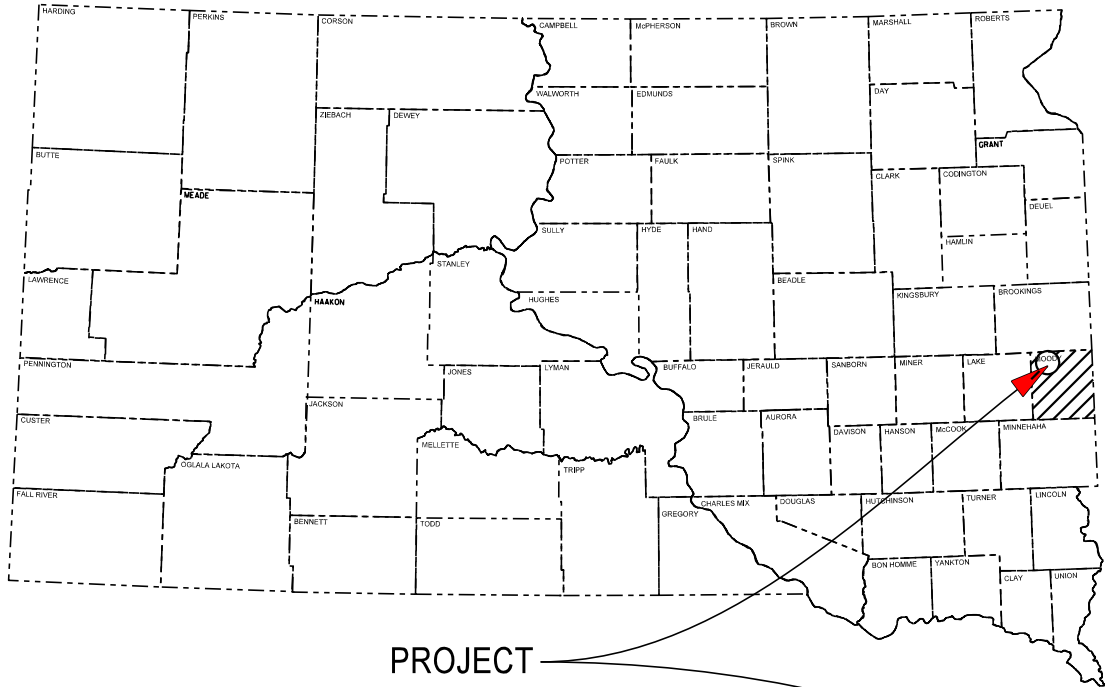 HARDING
PERKINS
CORSON
CAMPBELL
McPHERSON
BROWN
MARSHALL
ROBERTS
WALWORTH
EDMUNDS
DAY
ZIEBACH
DEWEY
GRANT
BUTTE
POTTER
FAULK
SPINK
CLARK
CODINGTON
MEADE
DEUEL
SULLY
HYDE
HAND
HAMLIN
STANLEY
LAWRENCE
BEADLE
KINGSBURY
BROOKINGS
HAAKON
HUGHES
PENNINGTON
JONES
LYMAN
BUFFALO
JERAULD
SANBORN
MINER
LAKE
MOODY
JACKSON
CUSTER
BRULE
AURORA
DAVISON
HANSON
McCOOK
MINNEHAHA
MELLETTE
OGLALA LAKOTA
TRIPP
FALL RIVER
GREGORY
CHARLES MIX
DOUGLAS
HUTCHINSON
TURNER
LINCOLN
BENNETT
TODD
BON HOMME
YANKTON
CLAY
UNION
PROJECT